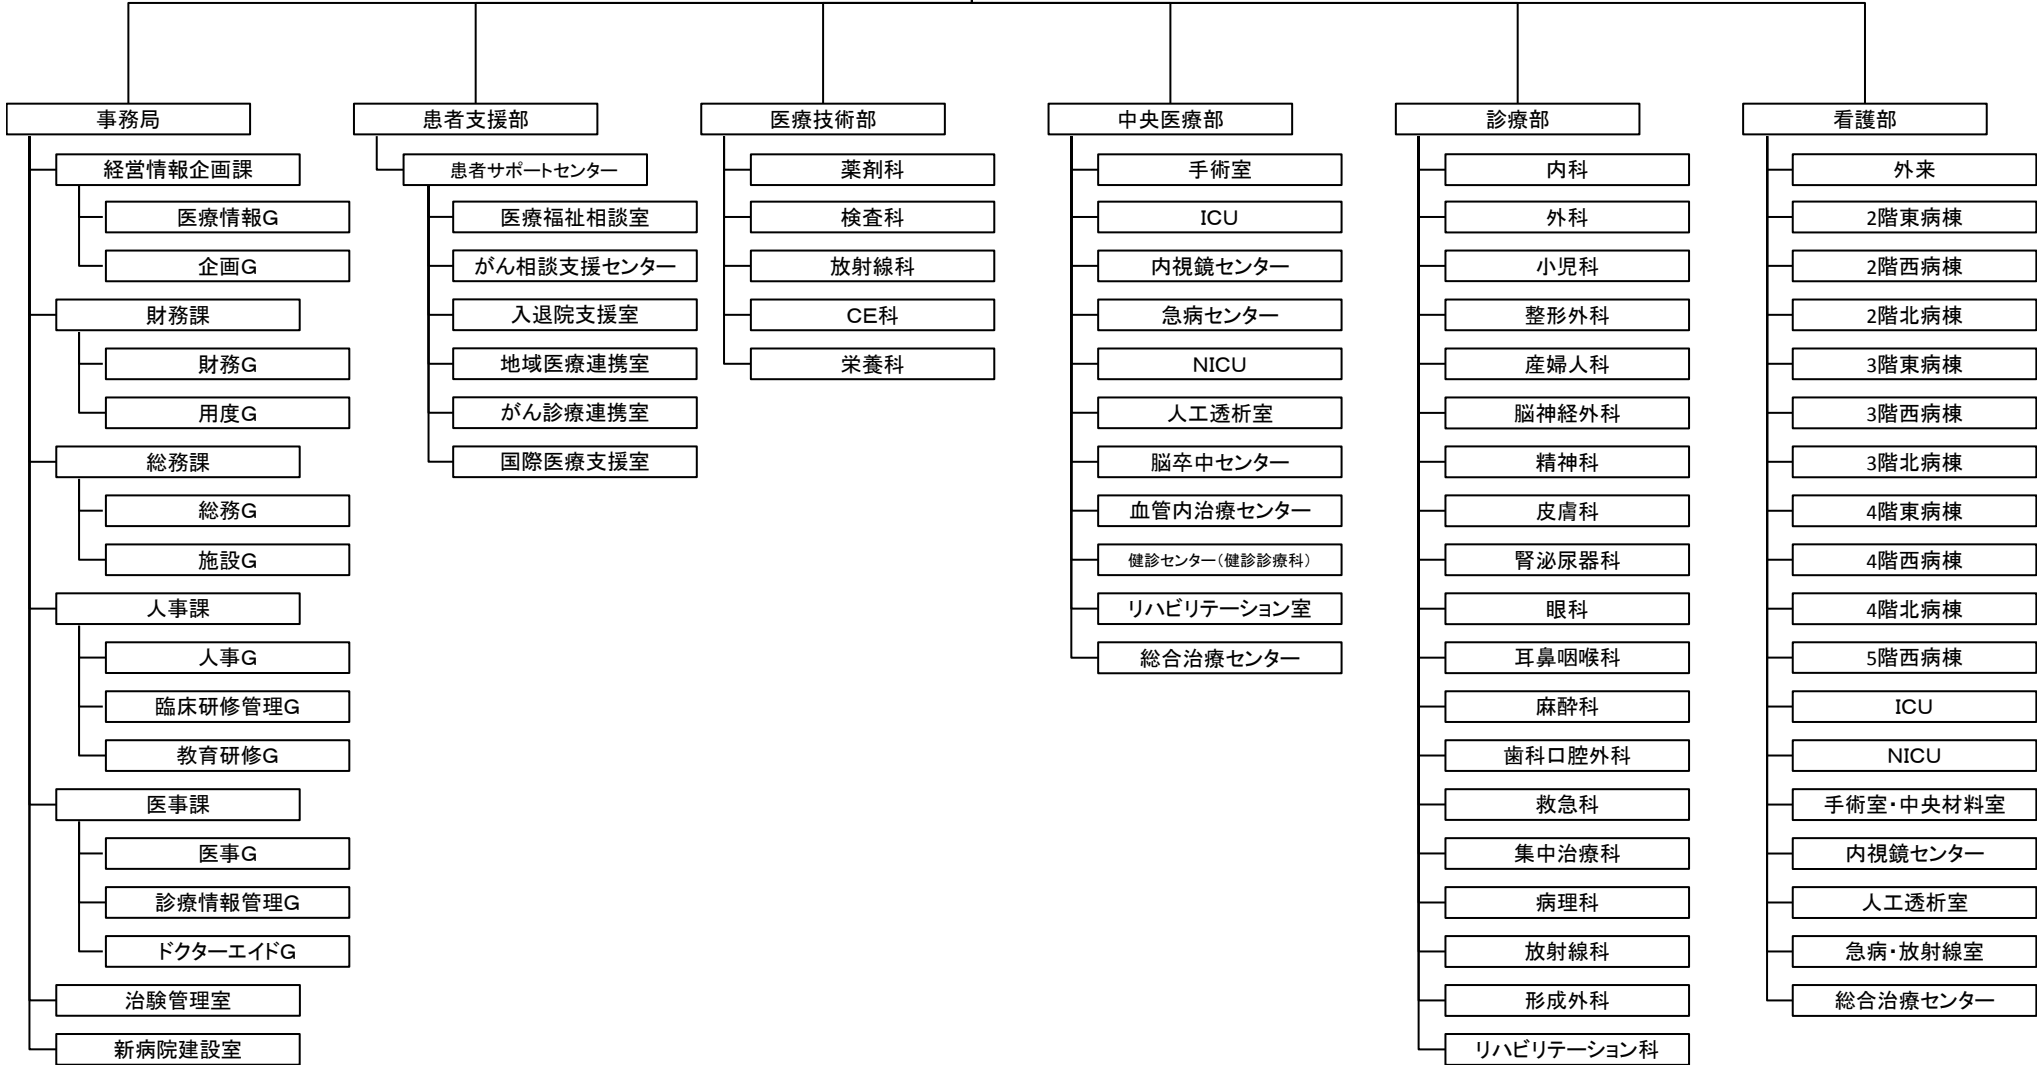 事務局
経営情報企画課
医療情報G
企画G
財務課
財務G
用度G
総務課
総務G
施設G
人事課
人事G
臨床研修管理G
教育研修G
医事課
医事G
診療情報管理G
ドクターエイドG
治験管理室
新病院建設室
患者支援部
患者サポートセンター
医療福祉相談室
がん相談支援センター
入退院支援室
地域医療連携室
がん診療連携室
国際医療支援室
医療技術部
薬剤科
検査科
放射線科
CE科
栄養科
中央医療部
手術室
ICU
内視鏡センター
急病センター
NICU
人工透析室
脳卒中センター
血管内治療センター
健診センター(健診診療科)
リハビリテーション室
総合治療センター
診療部
内科
外科
小児科
整形外科
産婦人科
脳神経外科
精神科
皮膚科
腎泌尿器科
眼科
耳鼻咽喉科
麻酔科
歯科口腔外科
救急科
集中治療科
病理科
放射線科
形成外科
リハビリテーション科
看護部
外来
2階東病棟
2階西病棟
2階北病棟
3階東病棟
3階西病棟
3階北病棟
4階東病棟
4階西病棟
4階北病棟
5階西病棟
ICU
NICU
手術室・中央材料室
内視鏡センター
人工透析室
急病・放射線室
総合治療センター